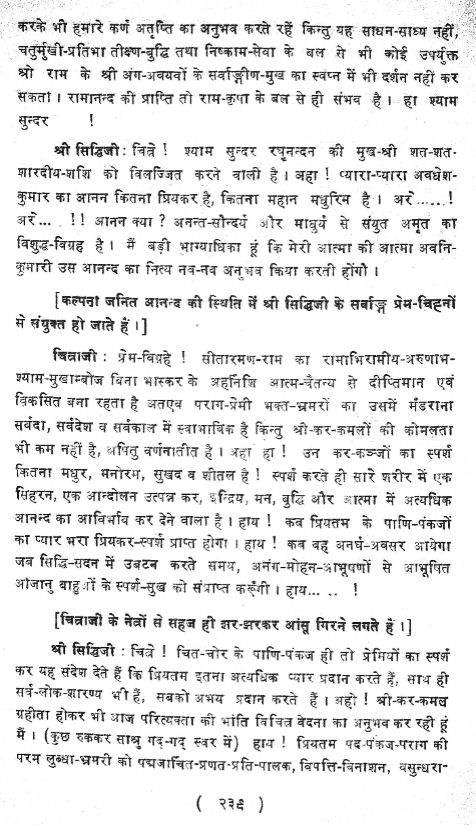 करके भी हमारे कर्ण अतृप्ति का अनुभव करते रहें किन्तु यह साधन-साध्य नहीं,
चतुर्मुखी-प्रतिभा तीक्ष्ण-बुद्धि तथा निष्काम-सेवा के बल से भी कोई उपर्युक्त
श्री राम के श्री अंग-अवयवों के सर्वाङ्गीण-मुख का स्वप्न में भी दर्शन नहीं कर
सकता। रामानन्द की प्राप्ति तो राम-कृपा के बल से ही संभव है। हा श्याम
सुन्दर !
श्री सिद्धिजी : चित्रे ! श्याम सुन्दर रघुनन्दन की मुख-श्री शत-शत-
शारदीय-शशि को विलज्जित करने वाली है। अहा ! प्यारा-प्यारा अवधेश-
कुमार का आनन कितना प्रियकर है, कितना महान मधुरिम है। अरे.....!
अरे... !! आनन क्या ? अनन्त-सौन्दर्य और माधुर्य से संयुत अमृत का
विशुद्ध-विग्रह है। मैं बड़ी भाग्याधिका हूं कि मेरी आत्मा की आत्मा अवनि-
कुमारी उस आनन्द का नित्य नव-नव अनुभव किया करती होंगी।
[कल्पना जनित आनन्द की स्थिति में श्री सिद्धिजी के सर्वाङ्ग प्रेम-चिह्नों
से संयुक्त हो जाते हैं।]
चित्राजी : प्रेम-विग्रहे ! सीतारमण-राम का रामाभिरामीय-अरुणाभ-
श्याम-मुखाम्वोज बिना भास्कर के अहर्निशि आत्म-चैतन्य से दीप्तिमान एवं
विकसित बना रहता है अतएव पराग-प्रेमी भक्त-भ्रमरों का उसमें मंडराना
सर्वदा, सर्वदेश व सर्वकाल में स्वाभाविक है किन्तु श्री-कर-कमलों की कोमलता
भी कम नहीं है, अपितु वर्णनातीत है। अहा हा ! उन कर-कञ्जों का स्पर्श
कितना मधुर, मनोरम, सुखद व शीतल है ! स्पर्श करते ही सारे शरीर में एक
सिहरन, एक आन्दोलन उत्पन्न कर, इन्द्रिय, मन, बुद्धि और आत्मा में अत्यधिक
आनन्द का आविर्भाव कर देने वाला है। हाय ! कब प्रियतम के पाणि-पंकजों
का प्यार भरा प्रियकर-स्पर्श प्राप्त होगा। हाय ! कब वह अनर्घ-अवसर आयेगा
जब सिद्धि-सदन में उबटन करते समय, अनंग-मोहन-आभूषणों से आभूषित
आजानु बाहुओं के स्पर्श-सुख को संप्राप्त करूँगी। हाय... .. !
[चित्राजी के नेत्रों से सहज ही झर-झरकर आंसू गिरने लगते हैं।]
श्री सिद्धिजी : चित्रे ! चित-चोर के पाणि-पंकज ही तो प्रेमियों का स्पर्श
कर यह संदेश देते हैं कि प्रियतम इतना अत्यधिक प्यार प्रदान करते हैं, साथ ही
सर्व-लोक-शारण्य भी हैं, सबको अभय प्रदान करते हैं। अहो ! श्री-कर-कमल
ग्रहीता होकर भी आज परित्यक्ता की भांति विचित्र बेदना का अनुभव कर रही हूं
मैं। (कुछ रुककर साश्रु गद्-गद् स्वर में) हाय ! प्रियतम पद-पंकज-पराग की
परम लुब्धा-भ्रमरी को पद्मजाचित-प्रणत-प्रति-पालक, विपत्ति-विनाशन, वसुन्धरा-
( २३९ )